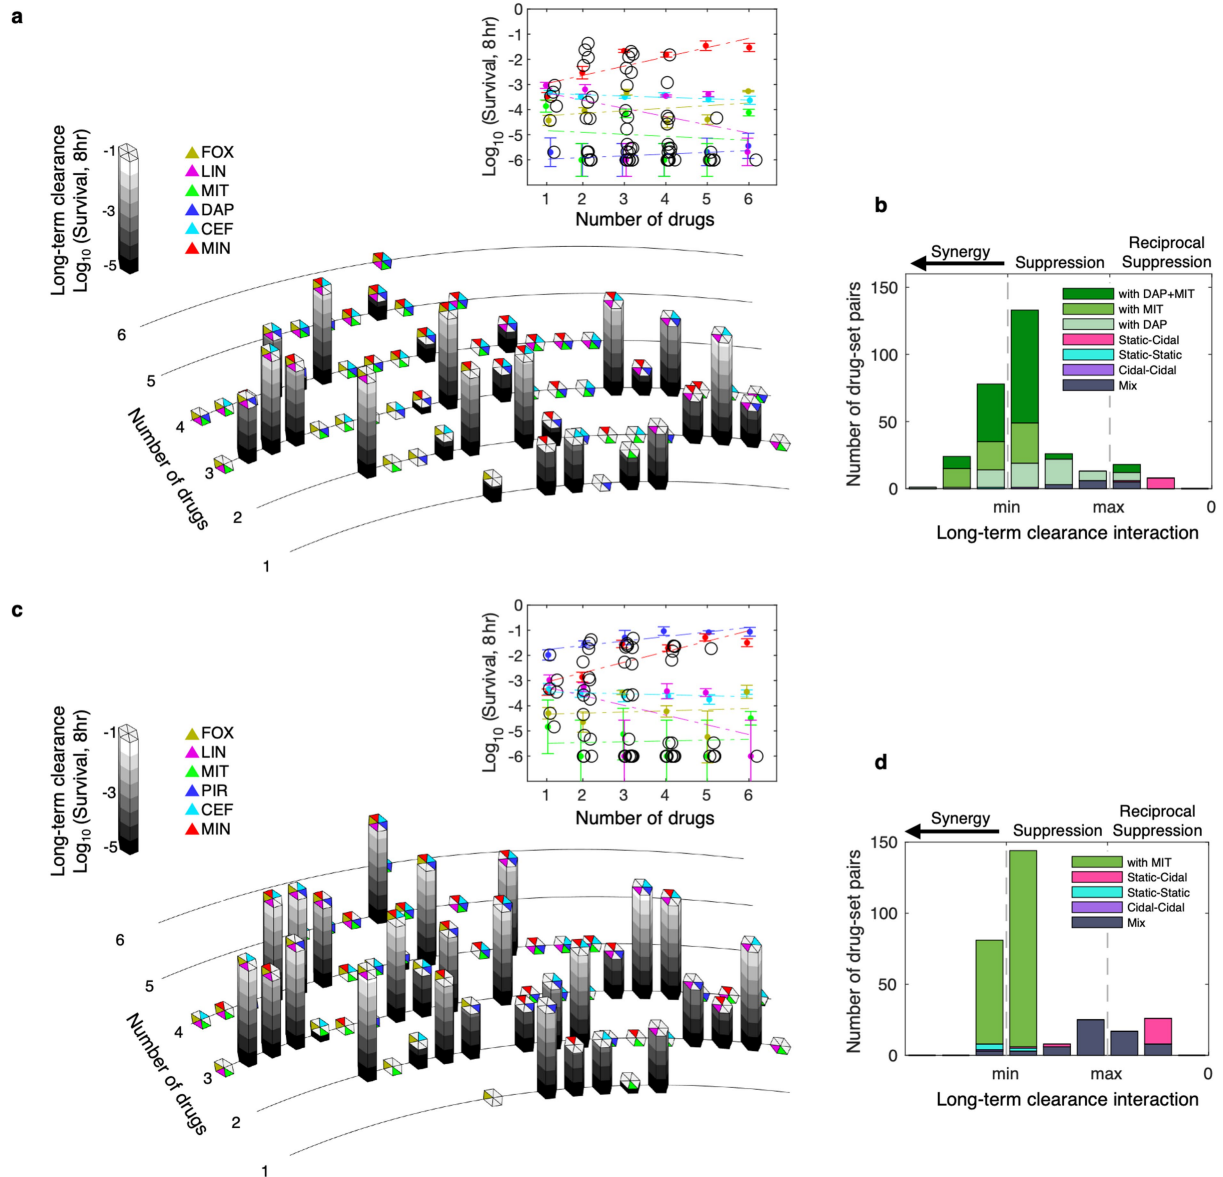 a
Long-term clearance
Log10 (Survival, 8hr)
-1
-3
-5
FOX
LIN
MIT
DAP
CEF
MIN
Log10 (Survival, 8hr)
0
-1
-2
-3
-4
-5
-6
1 2 3 4 5 6
Number of drugs
6
5
4
3
2
1
Number of drugs
b
Synergy
Suppression
Reciprocal
Suppression
Number of drug-set pairs
150
100
50
0
with DAP+MIT
with MIT
with DAP
Static-Cidal
Static-Static
Cidal-Cidal
Mix
min max 0
Long-term clearance interaction
c
Long-term clearance
Log10 (Survival, 8hr)
-1
-3
-5
FOX
LIN
MIT
PIR
CEF
MIN
Log10 (Survival, 8hr)
0
-1
-2
-3
-4
-5
-6
1 2 3 4 5 6
Number of drugs
6
5
4
3
2
1
Number of drugs
d
Synergy
Suppression
Reciprocal
Suppression
Number of drug-set pairs
150
100
50
0
with MIT
Static-Cidal
Static-Static
Cidal-Cidal
Mix
min max 0
Long-term clearance interaction